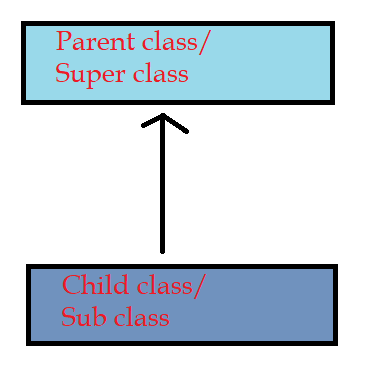 Parent class/
Super class
Child class/
Sub class